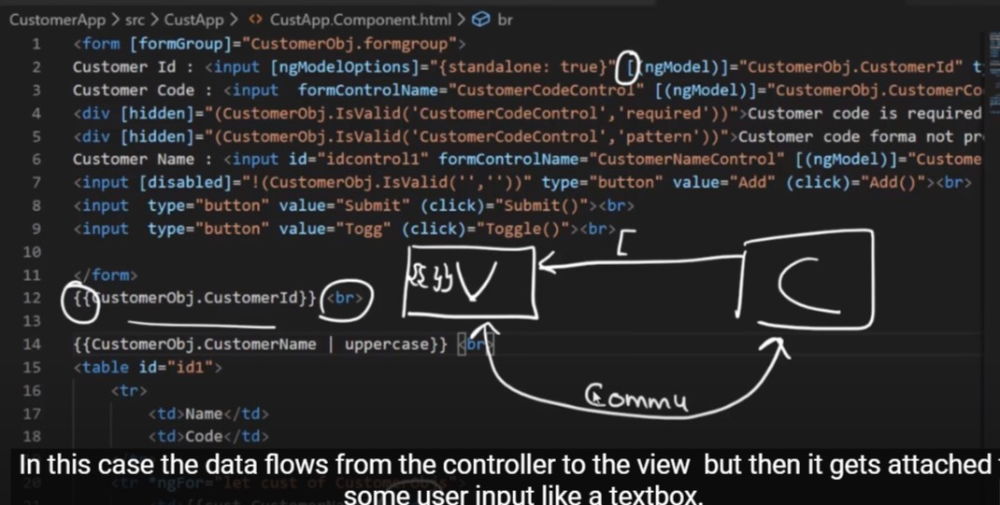 CustomerApp > src > CustApp > <> CustApp.Component.html > br
1 <form [formGroup]="CustomerObj.formgroup">
2 Customer Id : <input [ngModelOptions]="{standalone: true}" [(ngModel)]="CustomerObj.CustomerId" t
3 Customer Code : <input  formControlName="CustomerCodeControl" [(ngModel)]="CustomerObj.CustomerCo
4 <div [hidden]="(CustomerObj.IsValid('CustomerCodeControl','required'))">Customer code is required
5 <div [hidden]="(CustomerObj.IsValid('CustomerCodeControl','pattern'))">Customer code forma not pr
6 Customer Name : <input id="idcontrol1" formControlName="CustomerNameControl" [(ngModel)]="Custome
7 <input [disabled]="!(CustomerObj.IsValid('',''))" type="button" value="Add" (click)="Add()"><br>
8 <input  type="button" value="Submit" (click)="Submit()"><br>
9 <input  type="button" value="Togg" (click)="Toggle()"><br>
[
10
{{ }} V
C
11 </form>
12 {{CustomerObj.CustomerId}} <br>
13
14 {{CustomerObj.CustomerName | uppercase}} <br>
15 <table id="id1">
16 <tr>
Commu
17 <td>Name</td>
18 <td>Code</td>
In this case the data flows from the controller to the view  but then it gets attached
20 <tr *ngFor="let cust of
some user input like a textbox.